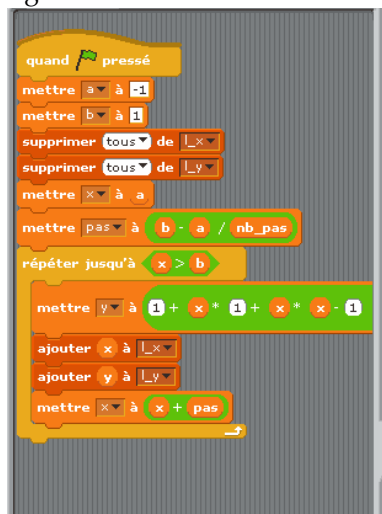 quand pressé
mettre a à -1
mettre b à 1
supprimer tous de l_x
supprimer tous de l_y
mettre x à a
mettre pas à b - a / nb_pas
répéter jusqu'à x > b
mettre y à 1 + x * 1 + x * x - 1
ajouter x à l_x
ajouter y à l_y
mettre x à x + pas